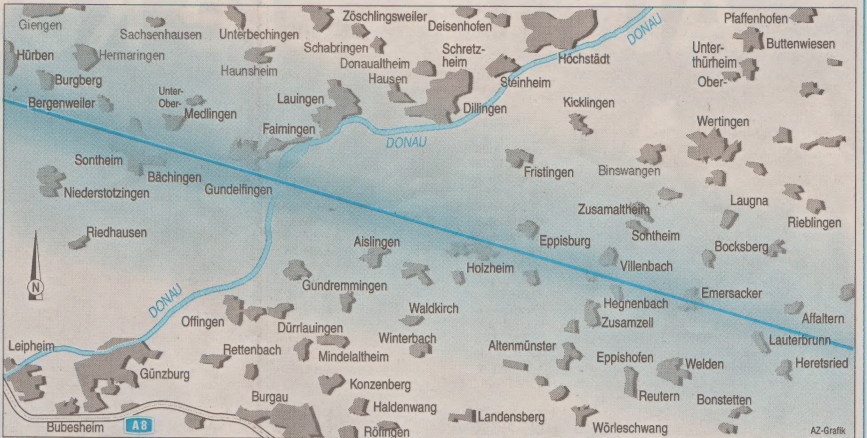 Giengen
Sachsenhausen
Unterbechingen
Zöschlingsweiler
Deisenhofen
DONAU
Pfaffenhofen
Hürben
Hermaringen
Haunsheim
Schabringen
Donaualtheim
Schretz-
heim
Höchstädt
Unter-
thürheim
Buttenwiesen
Burgberg
Hausen
Steinheim
Ober-
Bergenweiler
Unter-
Ober-
Medlingen
Lauingen
Dillingen
Kicklingen
Faimingen
DONAU
Wertingen
Sontheim
Bächingen
Gundelfingen
Fristingen
Binswangen
Niederstotzingen
Zusamaltheim
Laugna
Rieblingen
Riedhausen
Aislingen
Eppisburg
Sontheim
Bocksberg
N
DONAU
Gundremmingen
Holzheim
Villenbach
Emersacker
Offingen
Waldkirch
Hegnenbach
Zusamzell
Affaltern
Leipheim
Dürrlauingen
Winterbach
Lauterbrunn
Günzburg
Rettenbach
Mindelaltheim
Altenmünster
Eppishofen
Welden
Heretsried
Konzenberg
Reutern
Bonstetten
Bubesheim
A8
Burgau
Haldenwang
Röfingen
Landensberg
Wörleschwang
AZ-Grafik